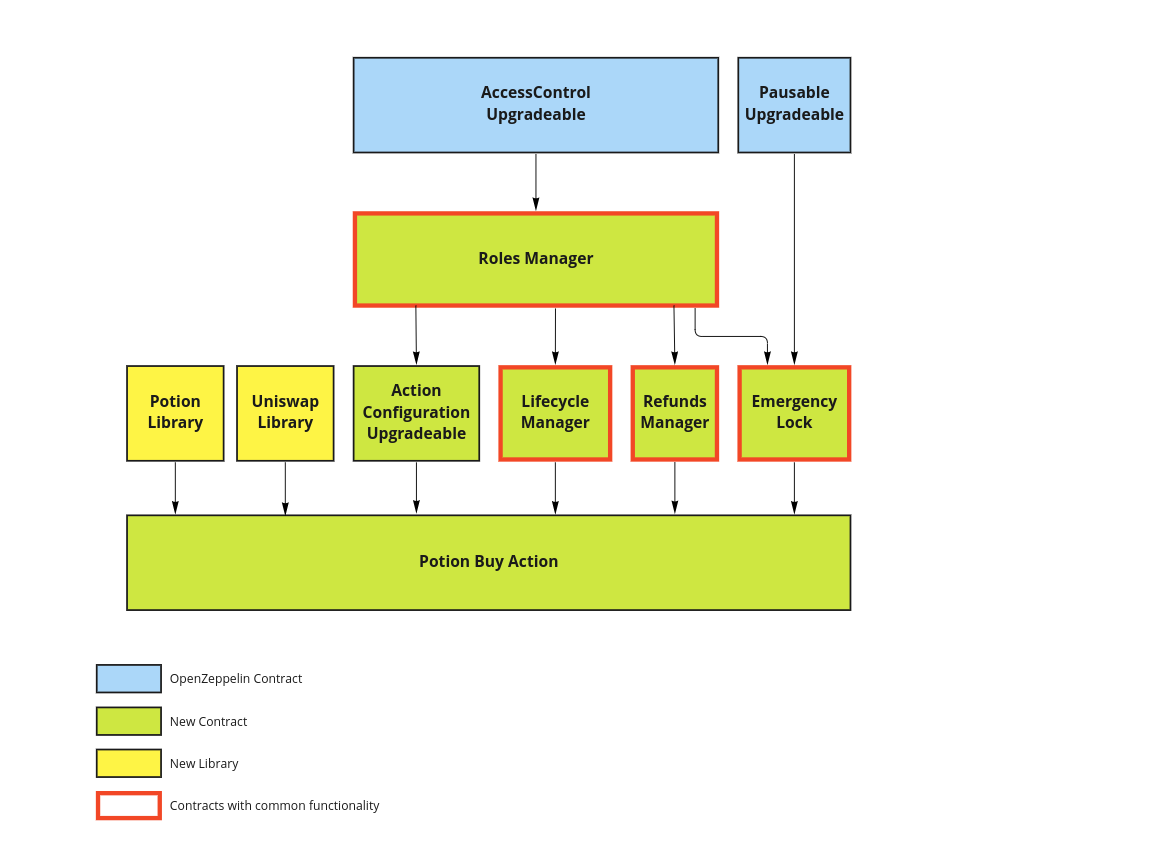 AccessControl
Upgradeable
Pausable
Upgradeable
Roles Manager
Potion
Library
Uniswap
Library
Action
Configuration
Upgradeable
Lifecycle
Manager
Refunds
Manager
Emergency
Lock
Potion Buy Action
OpenZeppelin Contract
New Contract
New Library
Contracts with common functionality